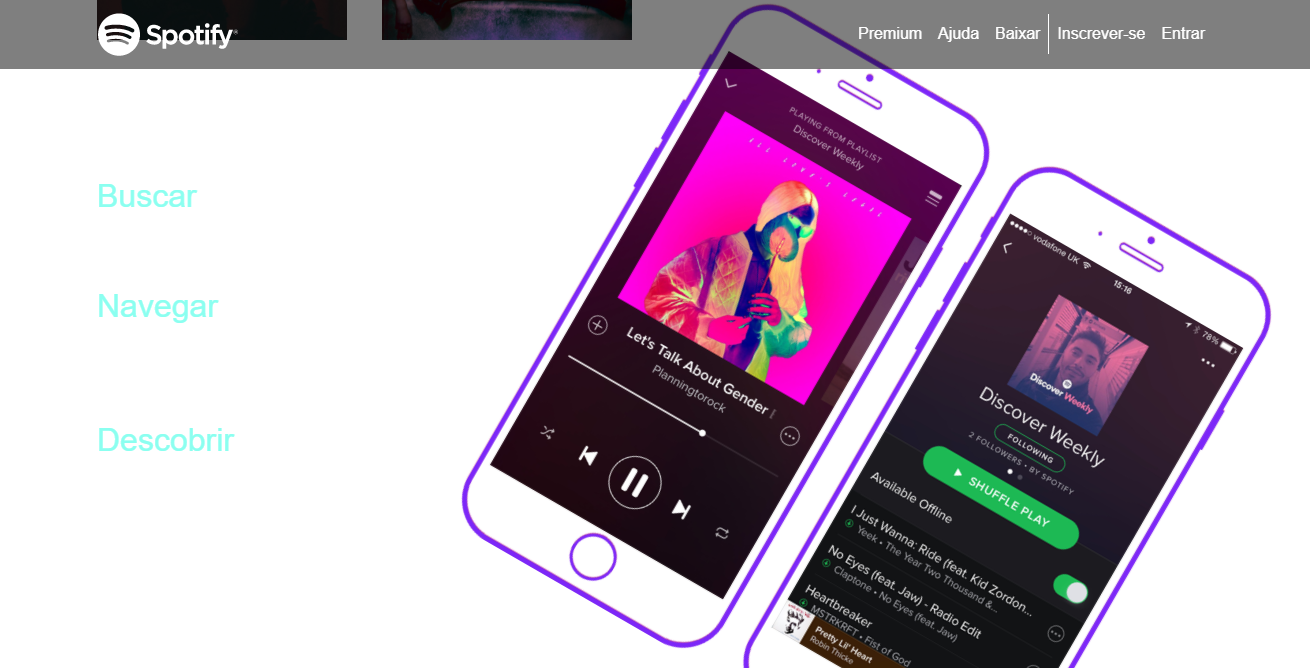 Spotify
Premium
Ajuda
Baixar
Inscrever-se
Entrar
Buscar
Navegar
Descobrir
PLAYING FROM PLAYLIST
Discover Weekly
Let's Talk About Gender
Planningtorock
vodafone UK
15:16
78%
Discover Weekly
Discover Weekly
FOLLOWING
2 FOLLOWERS • BY SPOTIFY
SHUFFLE PLAY
Available Offline
I Just Wanna: Ride (feat. Kid Zordon...
Yeek • The Year Two Thousand &...
No Eyes (feat. Jaw) - Radio Edit
Claptone • No Eyes (feat. Jaw)
Heartbreaker
MSTRKRFT • Fist of God
Pretty Lil' Heart
Robin Thicke